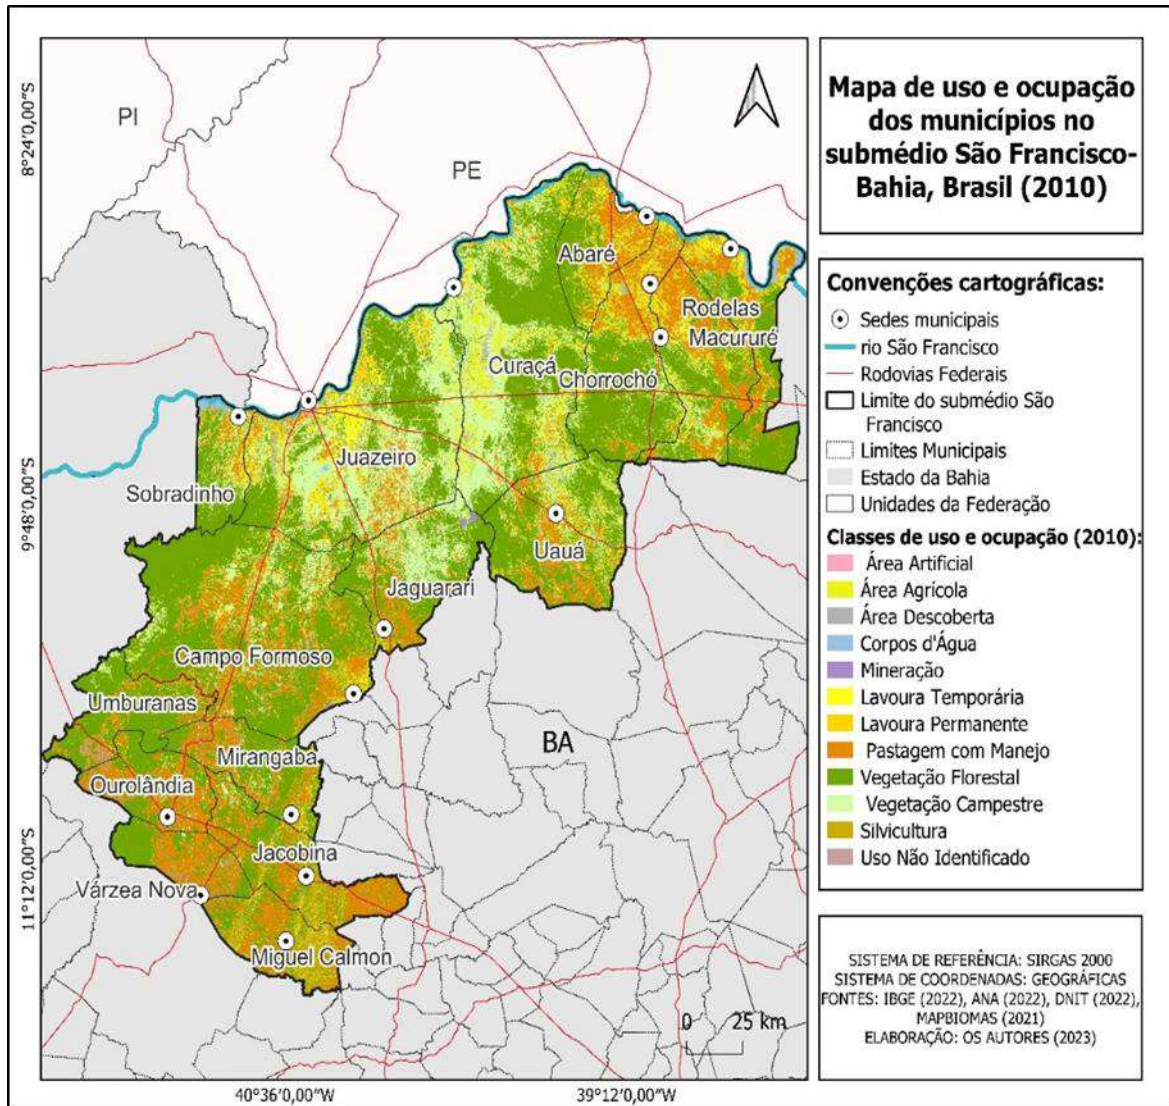 Mapa de uso e ocupação
dos municípios no
submédio São Francisco-
Bahia, Brasil (2010)
Convenções cartográficas:
Sedes municipais
rio São Francisco
Rodovias Federais
Limite do submédio São
Francisco
Limites Municipais
Estado da Bahia
Unidades da Federação
Classes de uso e ocupação (2010):
Área Artificial
Área Agrícola
Área Descoberta
Corpos d'Água
Mineração
Lavoura Temporária
Lavoura Permanente
Pastagem com Manejo
Vegetação Florestal
Vegetação Campestre
Silvicultura
Uso Não Identificado
SISTEMA DE REFERÊNCIA: SIRGAS 2000
SISTEMA DE COORDENADAS: GEOGRÁFICAS
FONTES: IBGE (2022), ANA (2022), DNIT (2022),
MAPBIOMAS (2021)
ELABORAÇÃO: OS AUTORES (2023)
PI
PE
Abaré
Rodelas
Macururé
Curaçá
Chorrochó
Juazeiro
Sobradinho
Uauá
Jaguarari
Campo Formoso
Umburanas
Mirangaba
BA
Ourolândia
Jacobina
Várzea Nova
Miguel Calmon
0 25 km
8°24'0,00"S
9°48'0,00"S
11°12'0,00"S
40°36'0,00"W
39°12'0,00"W